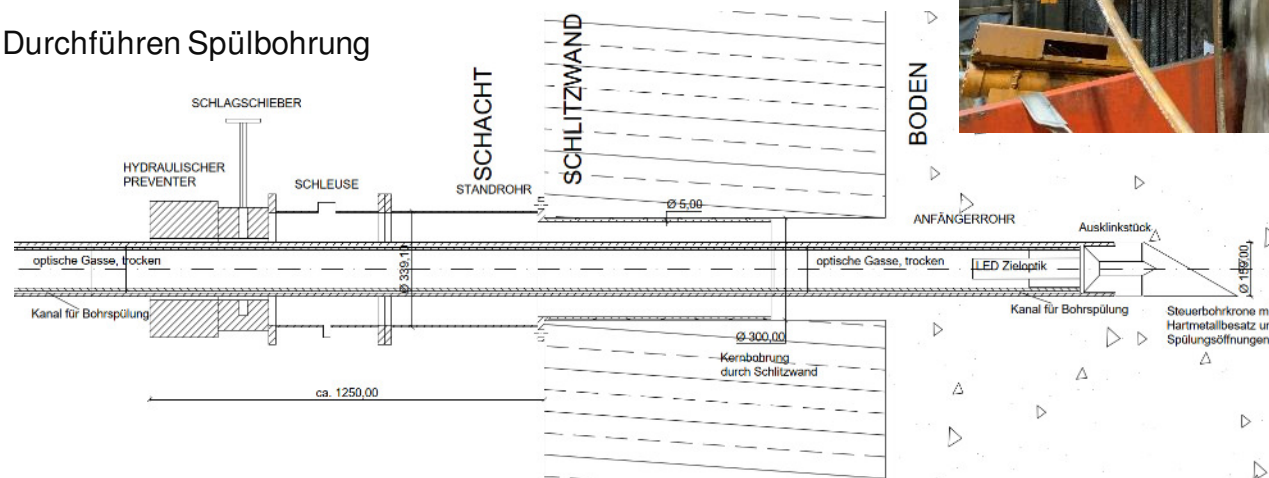 Durchführen Spülbohrung
SCHLAGSCHIEBER
HYDRAULISCHER
PREVENTER
SCHLEUSE
SCHACHT
STANDROHR
SCHLITZWAND
BODEN
Ø 5,00
ANFÄNGERROHR
Ausklinkstück
optische Gasse, trocken
Ø 339,10
optische Gasse, trocken
LED Zieloptik
Ø 159,00
Kanal für Bohrspülung
Kanal für Bohrspülung
Steuerbohrkrone m
Hartmetallbesatz u
Spülungsöffnungen
Ø 300,00
Kernbohrung
durch Schlitzwand
ca. 1250,00